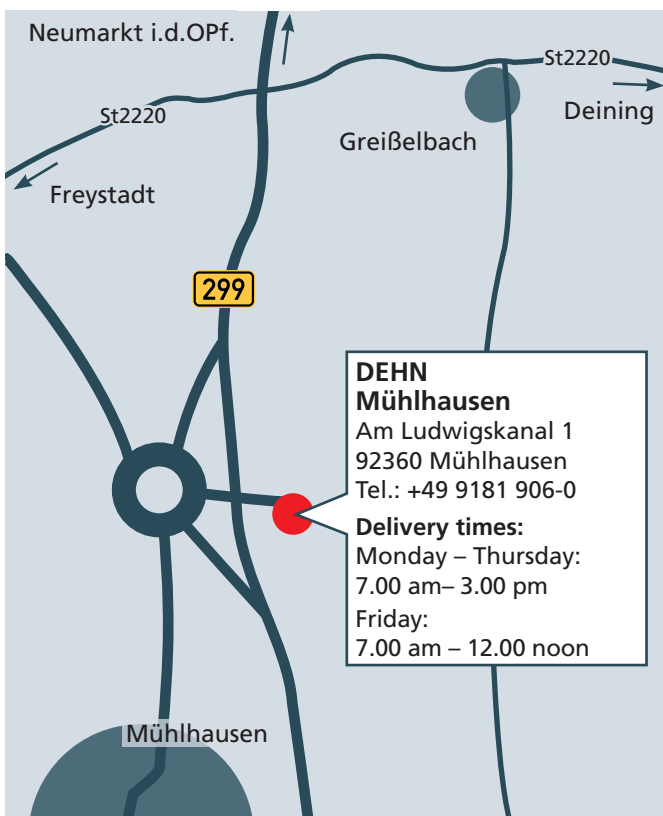 Neumarkt i.d.OPf.
St2220
Deining
St2220
Greißelbach
Freystadt
299
DEHN
Mühlhausen
Am Ludwigskanal 1
92360 Mühlhausen
Tel.: +49 9181 906-0
Delivery times:
Monday – Thursday:
7.00 am– 3.00 pm
Friday:
7.00 am – 12.00 noon
Mühlhausen